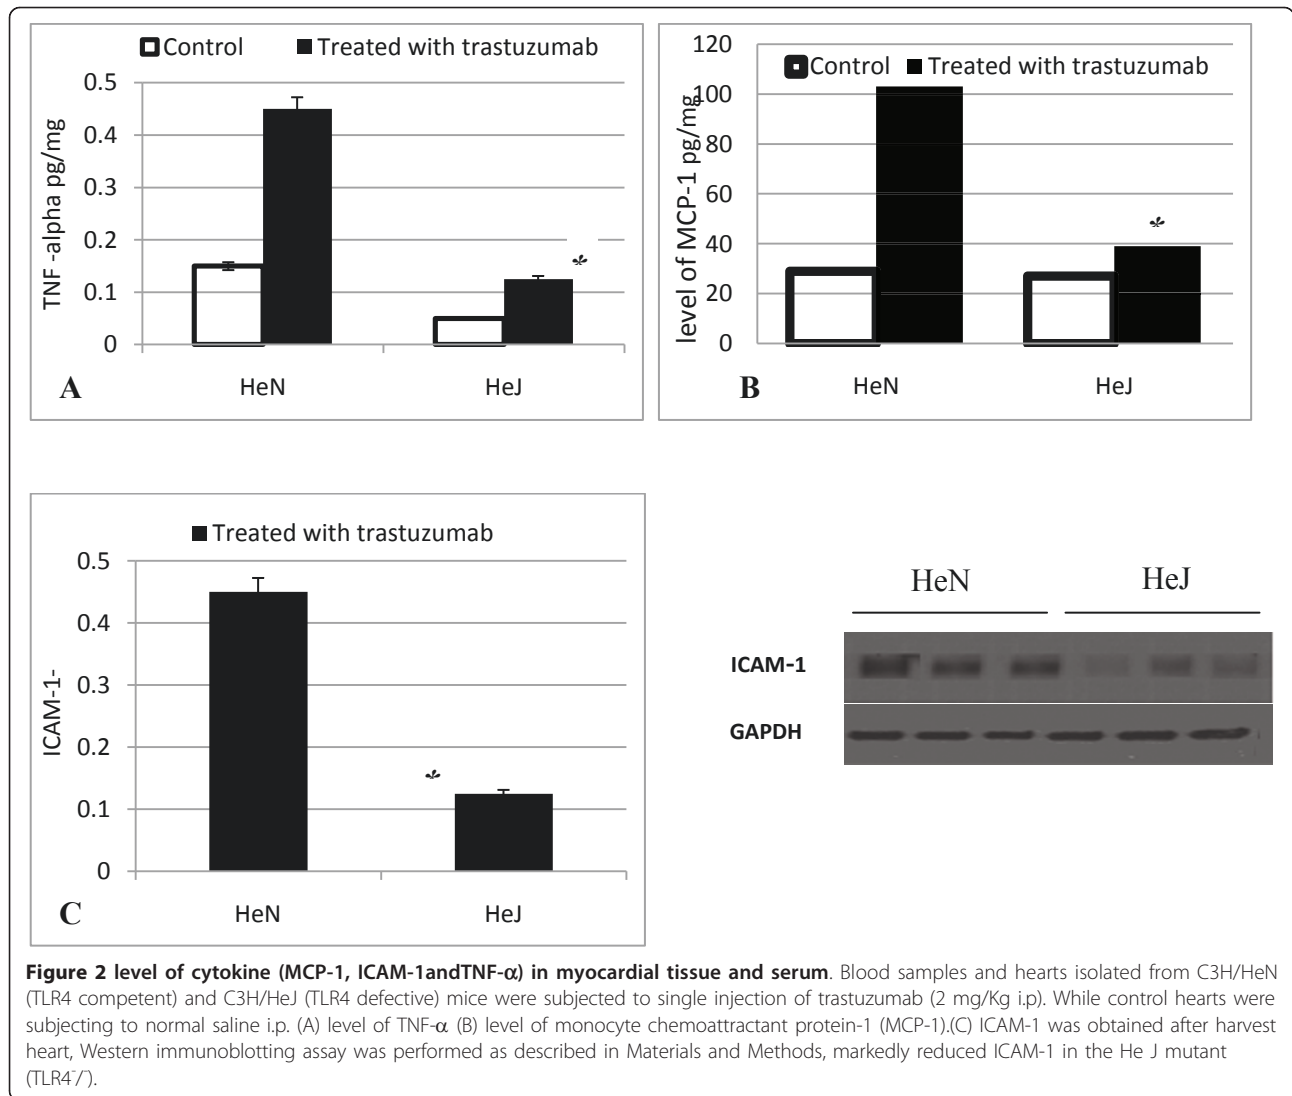 Control Treated with trastuzumab
0.5
0.4
0.3
0.2
0.1
0
TNF -alpha pg/mg
*
HeN HeJ
A
120
100
80
60
40
20
0
Control Treated with trastuzumab
level of MCP-1 pg/mg
*
HeN HeJ
B
Treated with trastuzumab
0.5
0.4
0.3
0.2
0.1
0
ICAM-1-
*
HeN HeJ
C
HeN HeJ
ICAM-1
GAPDH
Figure 2 level of cytokine (MCP-1, ICAM-1andTNF-α) in myocardial tissue and serum. Blood samples and hearts isolated from C3H/HeN
(TLR4 competent) and C3H/HeJ (TLR4 defective) mice were subjected to single injection of trastuzumab (2 mg/Kg i.p). While control hearts were
subjecting to normal saline i.p. (A) level of TNF-α (B) level of monocyte chemoattractant protein-1 (MCP-1).(C) ICAM-1 was obtained after harvest
heart, Western immunoblotting assay was performed as described in Materials and Methods, markedly reduced ICAM-1 in the He J mutant
(TLR4⁻/⁻).